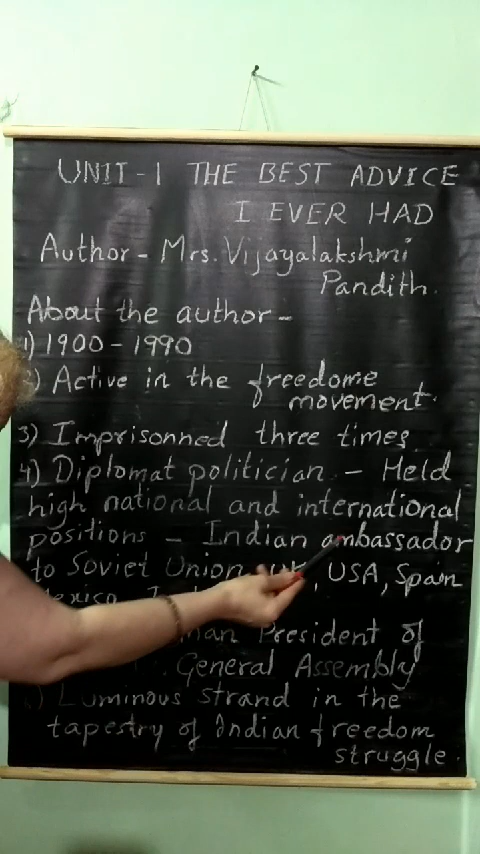 UNIT-1 THE BEST ADVICE
I EVER HAD
Author - Mrs. Vijayalakshmi
Pandith.
About the author -
1) 1900 - 1990
) Active in the freedome
movement.
3) Imprisonned three times
4) Diplomat politician - Held
high national and international
positions - Indian ambassador
to Soviet Union, UK, USA, Spain
President of
General Assembly
) Luminous strand in the
tapestry of Indian freedom
struggle.